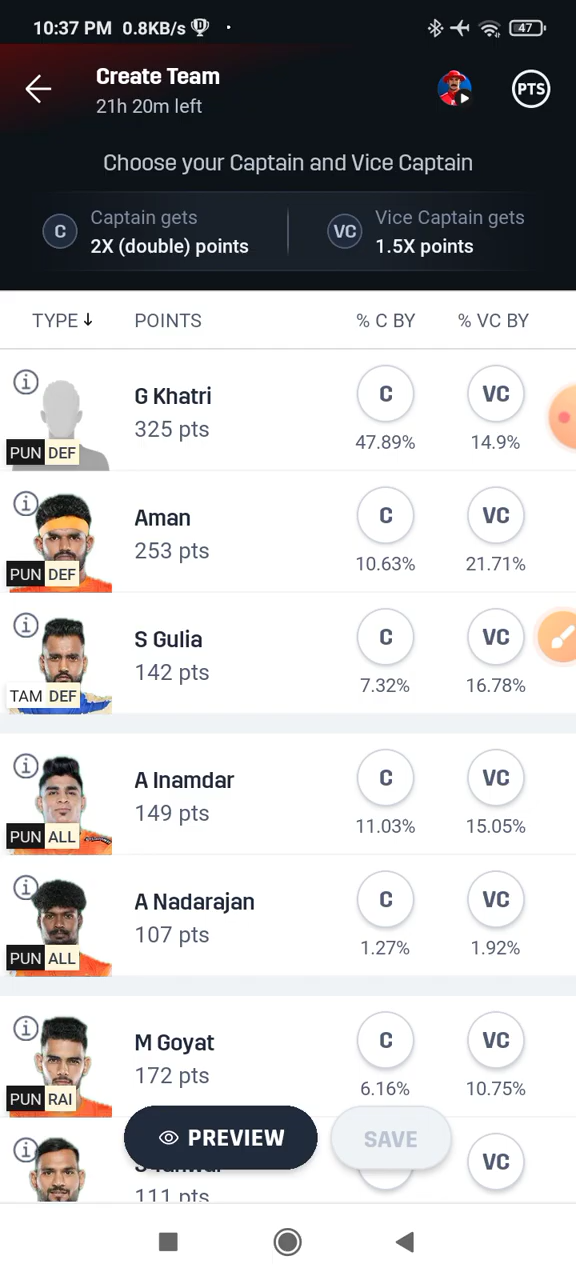 10:37 PM 0.8KB/s
47
Create Team
21h 20m left
PTS
Choose your Captain and Vice Captain
C Captain gets VC Vice Captain gets
2X (double) points 1.5X points
TYPE POINTS % C BY % VC BY
G Khatri C VC
325 pts
PUN DEF 47.89% 14.9%
Aman C VC
253 pts
PUN DEF 10.63% 21.71%
S Gulia C VC
142 pts
TAM DEF 7.32% 16.78%
A Inamdar C VC
149 pts
PUN ALL 11.03% 15.05%
A Nadarajan C VC
107 pts
PUN ALL 1.27% 1.92%
M Goyat C VC
172 pts
PUN RAI 6.16% 10.75%
PREVIEW SAVE
VC
111 pts